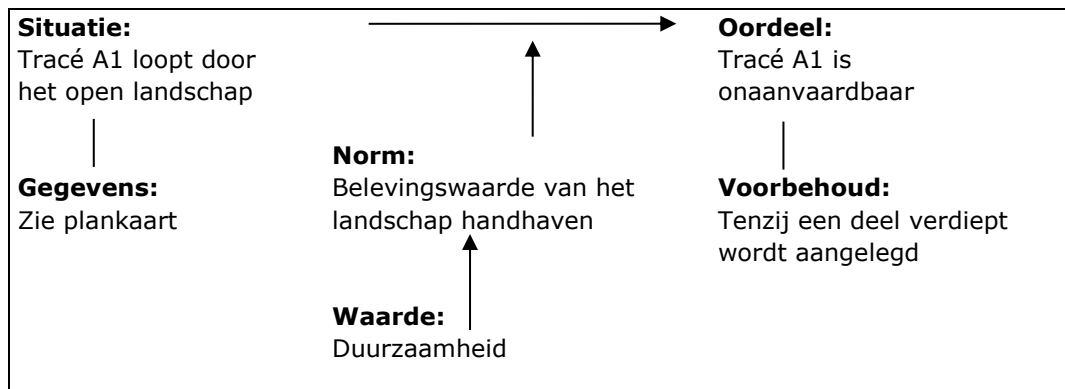 Situatie:
Tracé A1 loopt door
het open landschap
Oordeel:
Tracé A1 is
onaanvaardbaar
Norm:
Belevingswaarde van het
landschap handhaven
Gegevens:
Zie plankaart
Voorbehoud:
Tenzij een deel verdiept
wordt aangelegd
Waarde:
Duurzaamheid